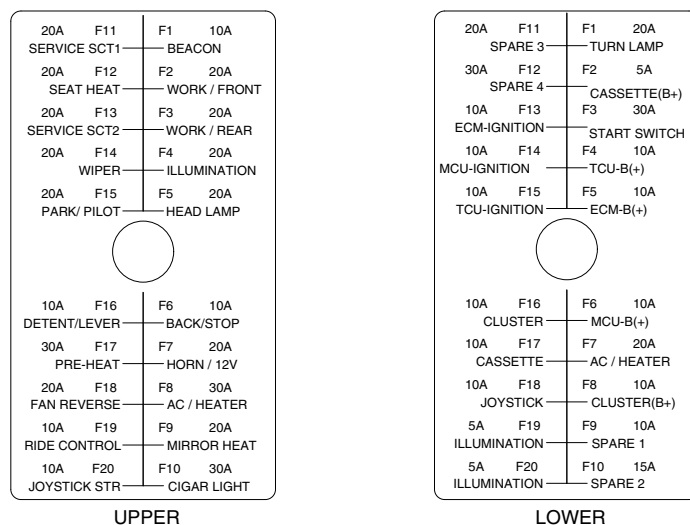 20A F11 F1 10A
SERVICE SCT1 BEACON
20A F12 F2 20A
SEAT HEAT WORK / FRONT
20A F13 F3 20A
SERVICE SCT2 WORK / REAR
20A F14 F4 20A
WIPER ILLUMINATION
20A F15 F5 20A
PARK/ PILOT HEAD LAMP
10A F16 F6 10A
DETENT/LEVER BACK/STOP
30A F17 F7 20A
PRE-HEAT HORN / 12V
20A F18 F8 30A
FAN REVERSE AC / HEATER
10A F19 F9 20A
RIDE CONTROL MIRROR HEAT
10A F20 F10 30A
JOYSTICK STR CIGAR LIGHT
UPPER
20A F11 F1 20A
SPARE 3 TURN LAMP
30A F12 F2 5A
SPARE 4 CASSETTE(B+)
10A F13 F3 30A
ECM-IGNITION START SWITCH
10A F14 F4 10A
MCU-IGNITION TCU-B(+)
10A F15 F5 10A
TCU-IGNITION ECM-B(+)
10A F16 F6 10A
CLUSTER MCU-B(+)
10A F17 F7 20A
CASSETTE AC / HEATER
10A F18 F8 10A
JOYSTICK CLUSTER(B+)
5A F19 F9 10A
ILLUMINATION SPARE 1
5A F20 F10 15A
ILLUMINATION SPARE 2
LOWER